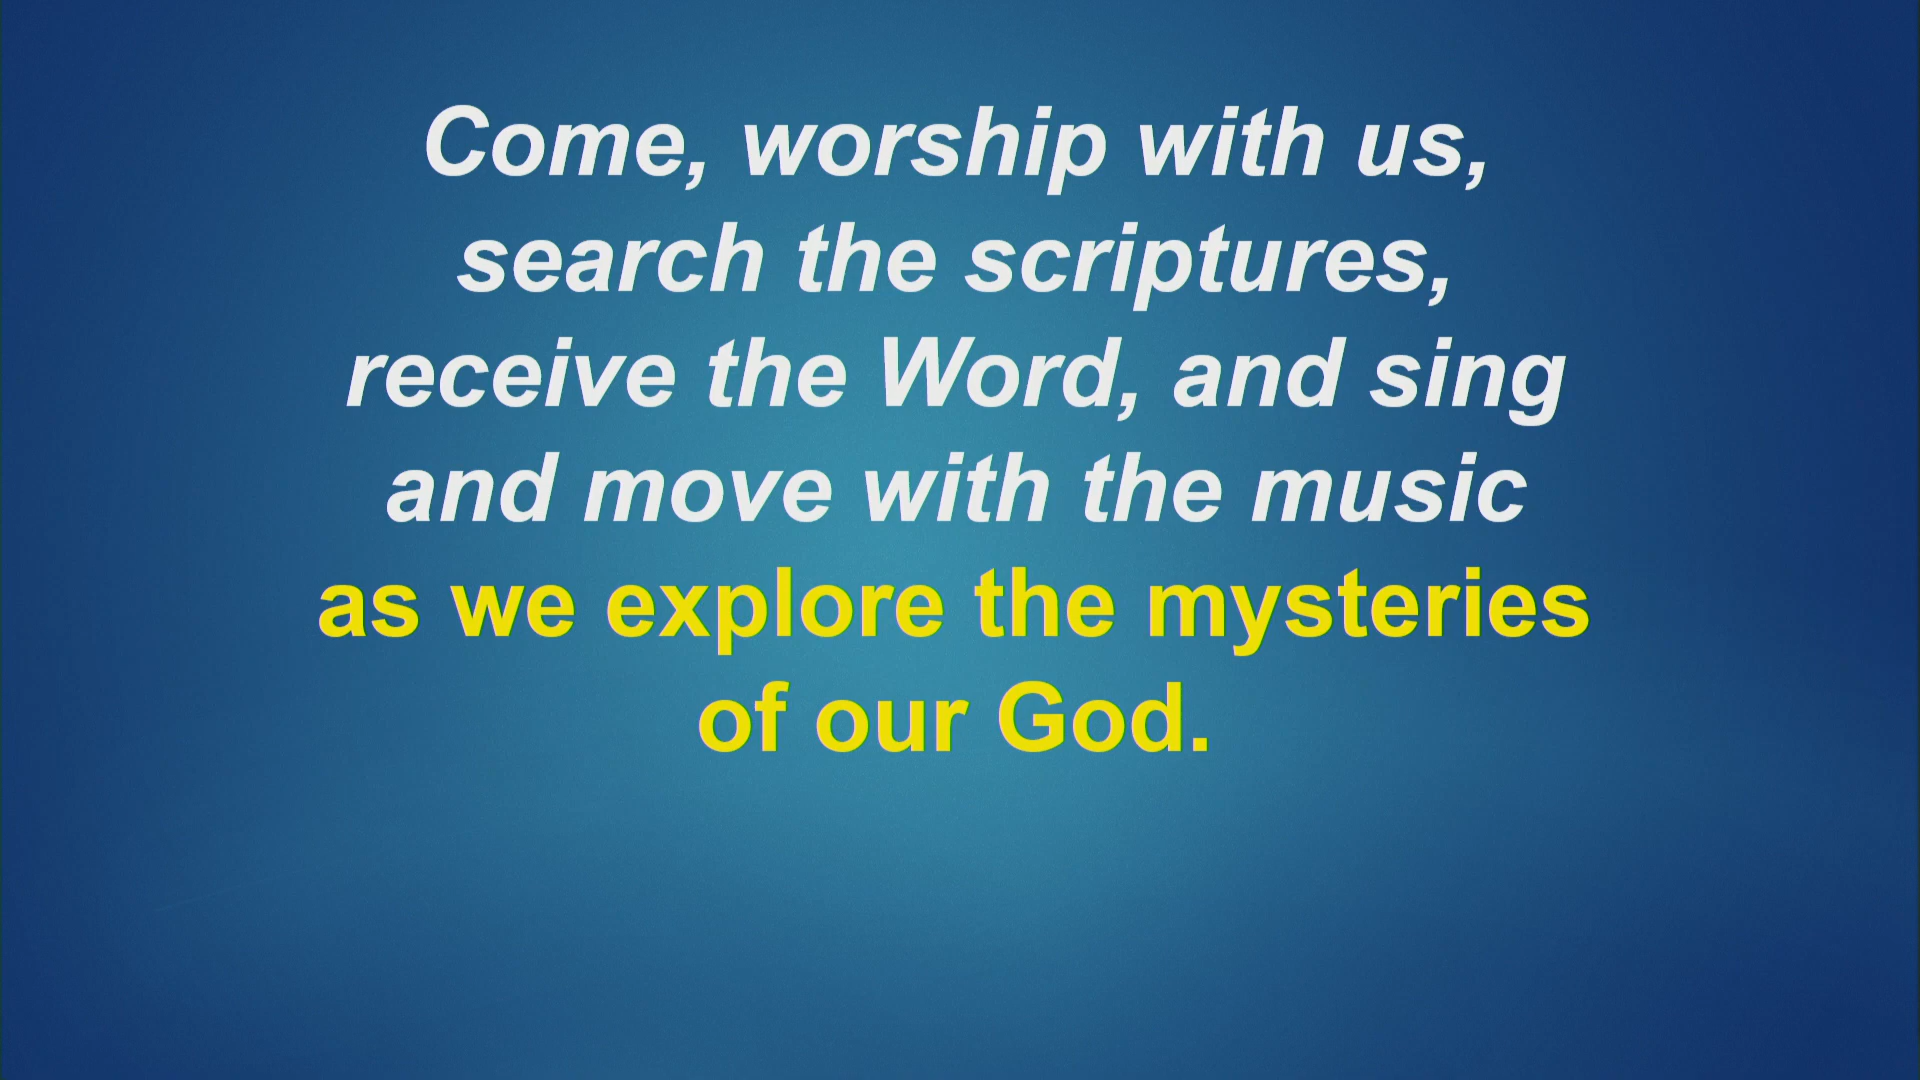 Come, worship with us,
search the scriptures,
receive the Word, and sing
and move with the music
as we explore the mysteries
of our God.